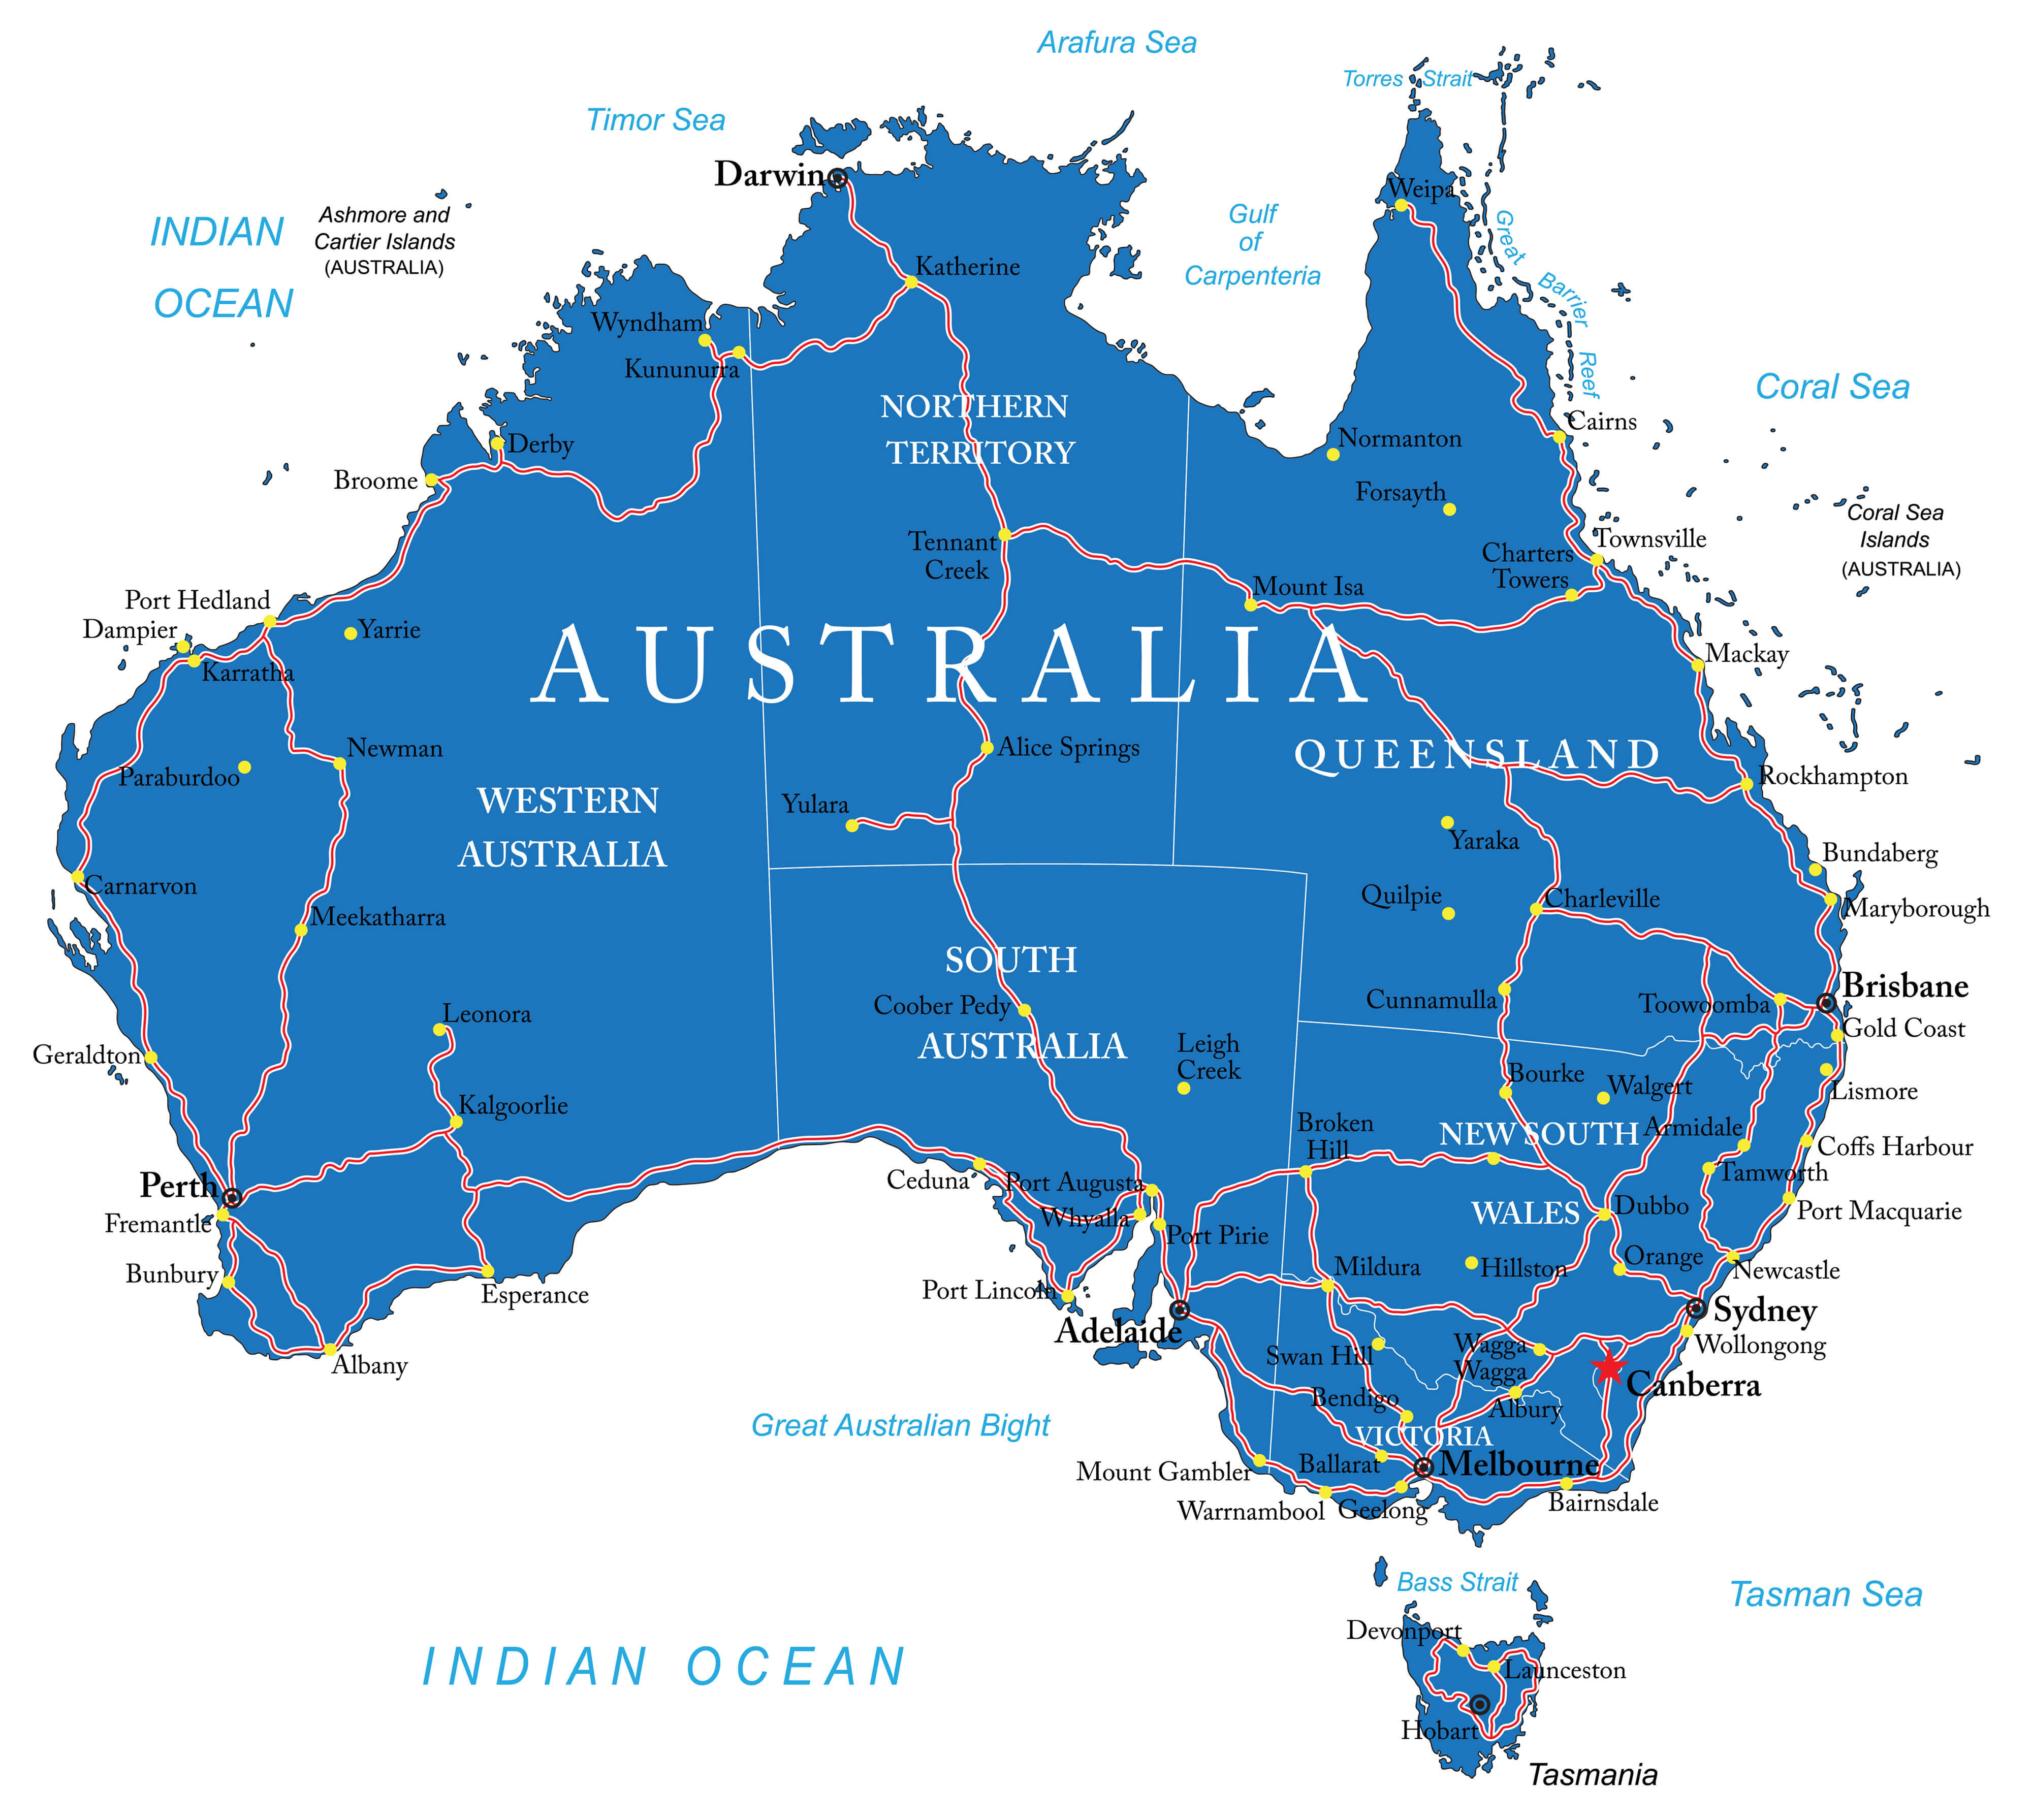 Arafura Sea
Torres Strait
Timor Sea
Darwin
Weipa
INDIAN
OCEAN
Ashmore and
Cartier Islands
(AUSTRALIA)
Gulf
of
Carpenteria
Great Barrier Reef
Katherine
Wyndham
Kununurra
Coral Sea
NORTHERN
TERRITORY
Cairns
Normanton
Derby
Broome
Forsayth
Coral Sea
Islands
(AUSTRALIA)
Tennant
Creek
Townsville
Charters
Towers
Mount Isa
Port Hedland
Dampier
Yarrie
Karratha
AUSTRALIA
Mackay
Newman
Paraburdoo
Alice Springs
QUEENSLAND
Rockhampton
WESTERN
AUSTRALIA
Yulara
Yaraka
Bundaberg
Carnarvon
Meekatharra
Quilpie
Charleville
Maryborough
SOUTH
AUSTRALIA
Coober Pedy
Cunnamulla
Toowoomba
Brisbane
Gold Coast
Leonora
Geraldton
Leigh
Creek
Bourke
Walgert
Lismore
Kalgoorlie
Broken
Hill
NEW SOUTH
WALES
Armidale
Coffs Harbour
Tamworth
Perth
Fremantle
Ceduna
Port Augusta
Whyalla
Port Pirie
Dubbo
Port Macquarie
Bunbury
Esperance
Port Lincoln
Mildura
Hillston
Orange
Newcastle
Adelaide
Sydney
Wollongong
Albany
Swan Hill
Wagga
Wagga
Canberra
Bendigo
Albury
Great Australian Bight
VICTORIA
Mount Gambler
Ballarat
Melbourne
Warrnambool
Geelong
Bairnsdale
Bass Strait
Tasman Sea
Devonport
Launceston
INDIAN OCEAN
Hobart
Tasmania